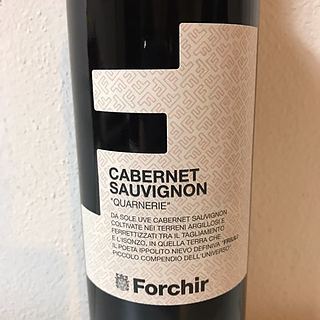 CABERNET
SAUVIGNON
"QUARNERIE"
DA SOLE UVE CABERNET SAUVIGNON
COLTIVATE NEI TERRENI ARGILLOSI E
FERRETTIZZATI TRA IL TAGLIAMENTO
E L'ISONZO, IN QUELLA TERRA CHE
IL POETA IPPOLITO NIEVO DEFINIVA "FRIULI
PICCOLO COMPENDIO DELL'UNIVERSO"
Forchir